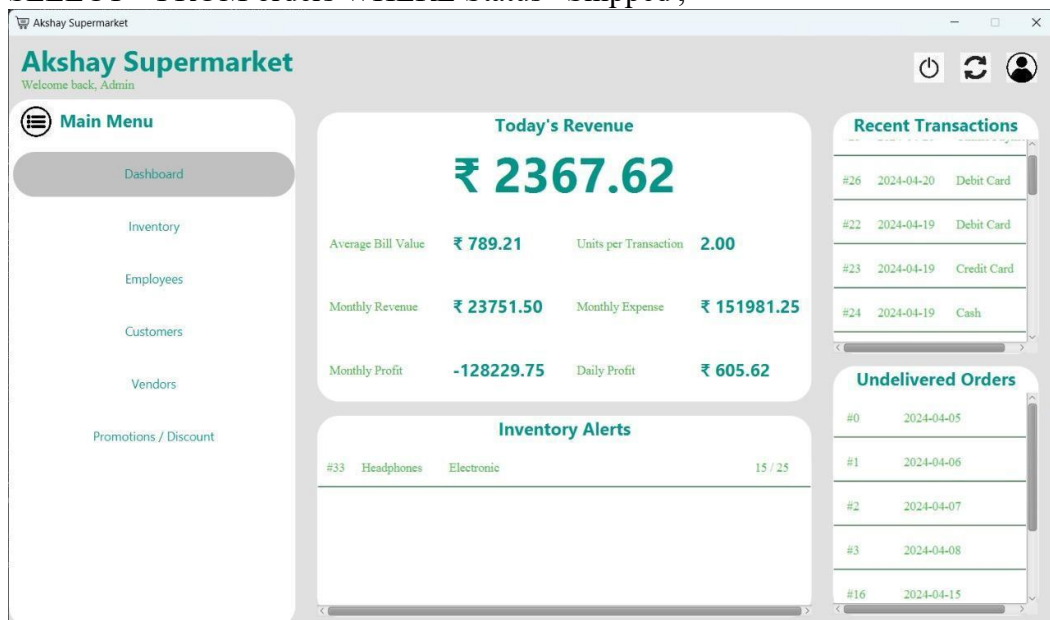 Akshay Supermarket
Akshay Supermarket
Welcome back, Admin
Main Menu
Dashboard
Inventory
Employees
Customers
Vendors
Promotions / Discount
Today's Revenue
₹ 2367.62
Average Bill Value ₹ 789.21 Units per Transaction 2.00
Monthly Revenue ₹ 23751.50 Monthly Expense ₹ 151981.25
Monthly Profit -128229.75 Daily Profit ₹ 605.62
Inventory Alerts
#33 Headphones Electronic 15 / 25
Recent Transactions
#26 2024-04-20 Debit Card
#22 2024-04-19 Debit Card
#23 2024-04-19 Credit Card
#24 2024-04-19 Cash
Undelivered Orders
#0 2024-04-05
#1 2024-04-06
#2 2024-04-07
#3 2024-04-08
#16 2024-04-15